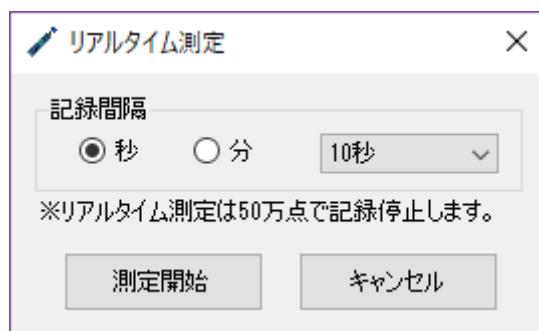 リアルタイム測定
記録間隔
秒 分 10秒
※リアルタイム測定は50万点で記録停止します。
測定開始 キャンセル